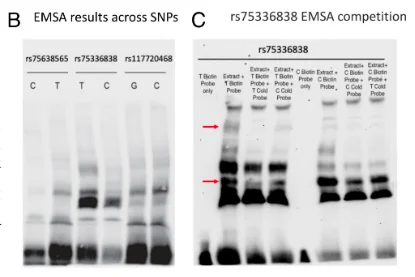 B EMSA results across SNPs
rs75638565 rs75336838 rs117720468
C T T C G C
C rs75336838 EMSA competition
rs75336838
T Biotin
Probe
only
Extract+
T Biotin
Probe
Extract+
T Biotin
Probe +
T Cold
Probe
Extract+
T Biotin
Probe +
C Cold
Probe
C Biotin
Probe
only
Extract +
C Biotin
Probe
Extract+
C Biotin
Probe
+ C Cold
Probe
Extract+
C Biotin
Probe +
T Cold
Probe